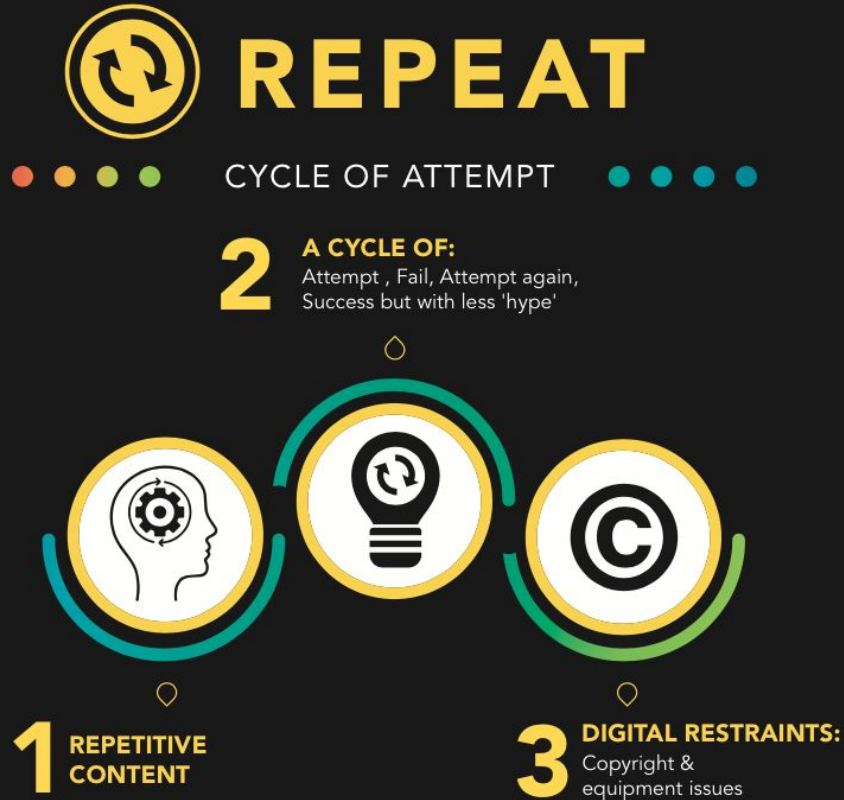 REPEAT
CYCLE OF ATTEMPT
2
A CYCLE OF:
Attempt , Fail, Attempt again,
Success but with less 'hype'
©
1
REPETITIVE
CONTENT
3
DIGITAL RESTRAINTS:
Copyright &
equipment issues